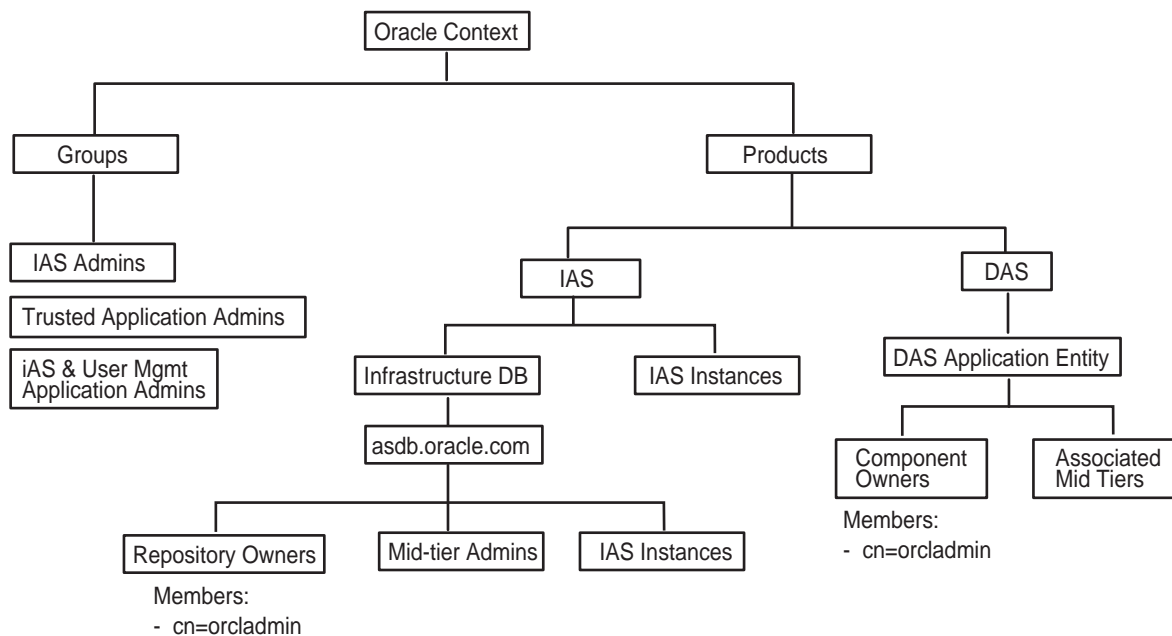 Oracle Context
Groups
Products
IAS Admins
IAS
DAS
Trusted Application Admins
iAS & User Mgmt
Application Admins
Infrastructure DB
IAS Instances
DAS Application Entity
asdb.oracle.com
Component
Owners
Associated
Mid Tiers
Members:
- cn=orcladmin
Repository Owners
Mid-tier Admins
IAS Instances
Members:
- cn=orcladmin